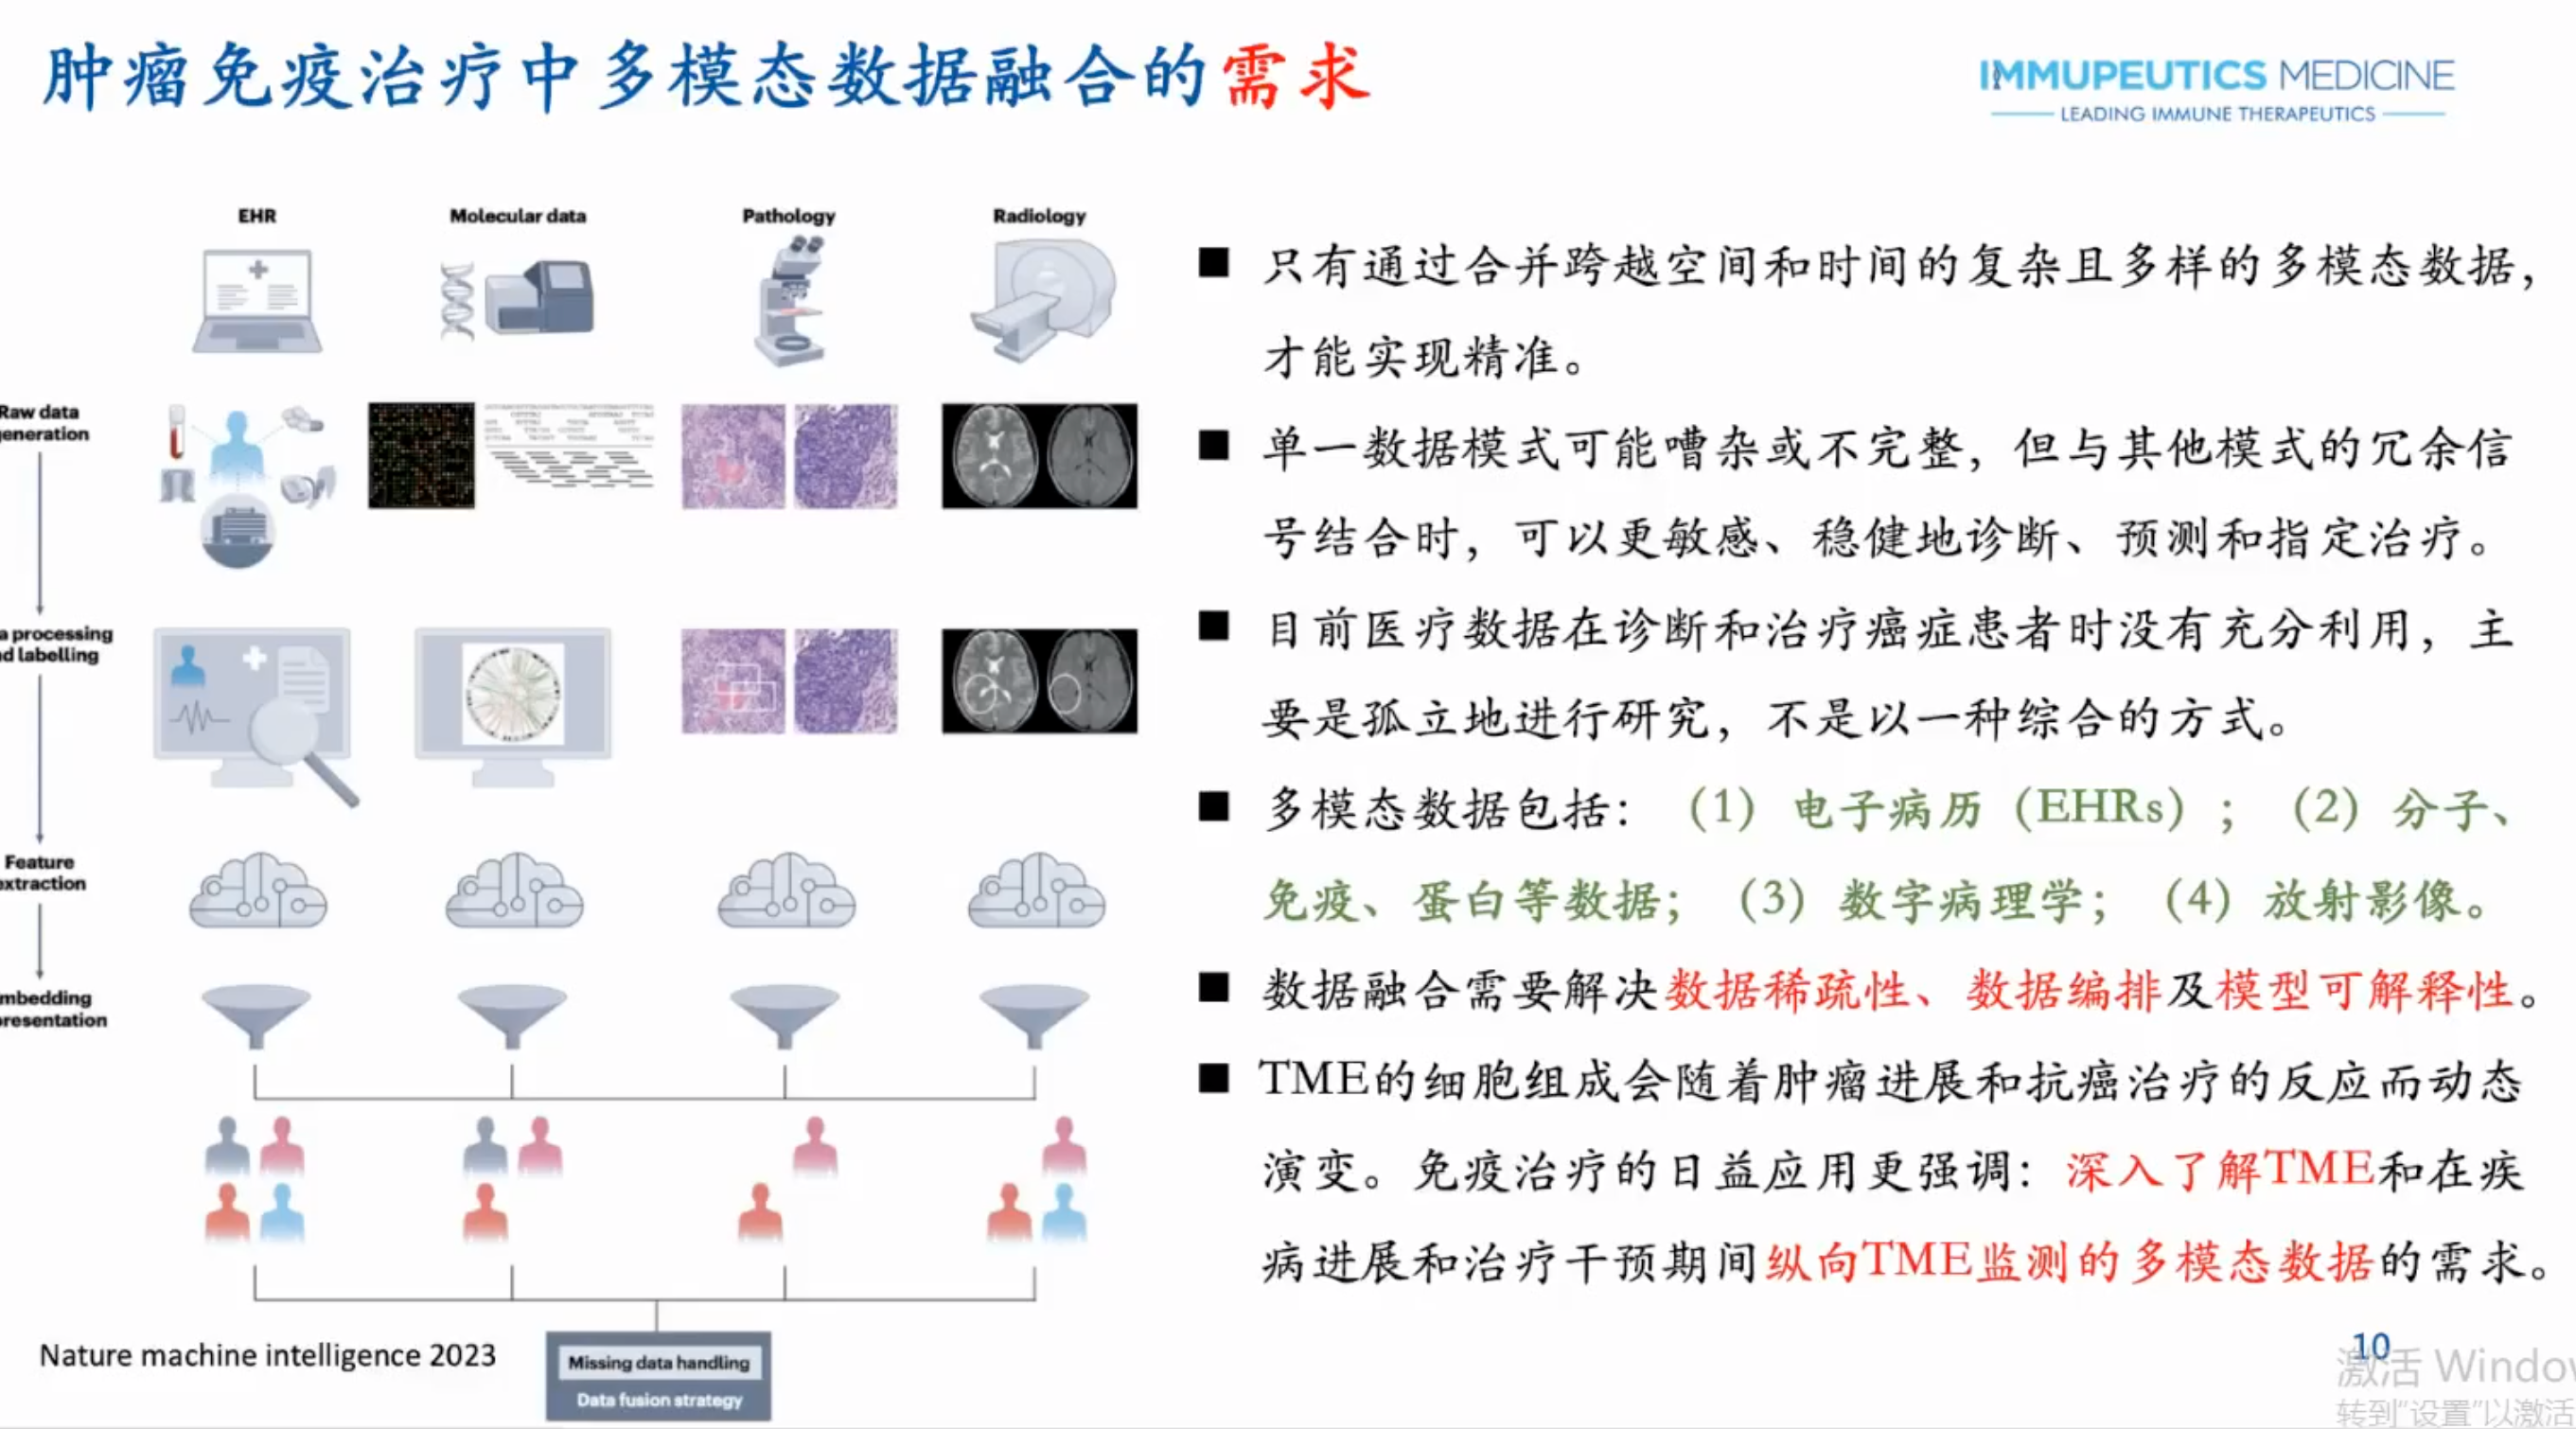 肿瘤免疫治疗中多模态数据融合的需求
IMMUPEUTICS MEDICINE
LEADING IMMUNE THERAPEUTICS
EHR
Molecular data
Pathology
Radiology
Raw data
generation
a processing
d labelling
Feature
extraction
mbedding
presentation
■ 只有通过合并跨越空间和时间的复杂且多样的多模态数据，
才能实现精准。
■ 单一数据模式可能嘈杂或不完整，但与其他模式的冗余信
号结合时，可以更敏感、稳健地诊断、预测和指定治疗。
■ 目前医疗数据在诊断和治疗癌症患者时没有充分利用，主
要是孤立地进行研究，不是以一种综合的方式。
■ 多模态数据包括：（1）电子病历（EHRs）；（2）分子、
免疫、蛋白等数据；（3）数字病理学；（4）放射影像。
■ 数据融合需要解决数据稀疏性、数据编排及模型可解释性。
■ TME的细胞组成会随着肿瘤进展和抗癌治疗的反应而动态
演变。免疫治疗的日益应用更强调：深入了解TME和在疾
病进展和治疗干预期间纵向TME监测的多模态数据的需求。
Missing data handling
Data fusion strategy
Nature machine intelligence 2023
10
激活 Window
转到"设置"以激活